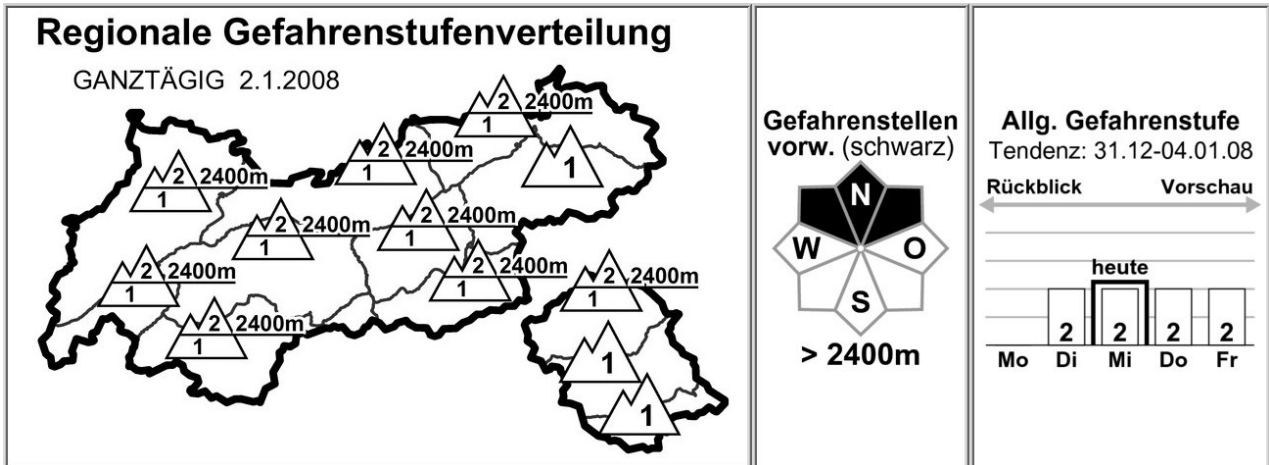 Regionale Gefahrenstufenverteilung
GANZTÄGIG 2.1.2008
2 2400m
1
1
2 2400m
1
2 2400m
1
2 2400m
1
2 2400m
1
2 2400m
1
2 2400m
1
2 2400m
1
2 2400m
1
1
1
Gefahrenstellen
vorw. (schwarz)
N
W O
S
> 2400m
Allg. Gefahrenstufe
Tendenz: 31.12-04.01.08
Rückblick Vorschau
heute
2 2 2 2
Mo Di Mi Do Fr